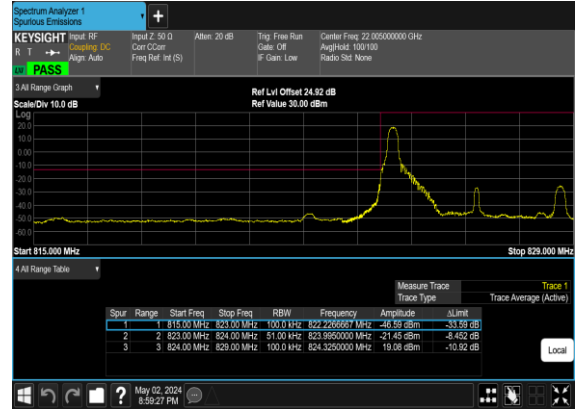 Spectrum Analyzer 1
Spurious Emissions
KEYSIGHT Input: RF Input Z: 50 Ω Atten: 20 dB Trig: Free Run Center Freq: 22.005000000 GHz
R T Coupling: DC Corr CCorr Gate: Off Avg|Hold: 100/100
Align: Auto Freq Ref: Int (S) IF Gain: Low Radio Std: None
PASS
3 All Range Graph
Ref Lvl Offset 24.92 dB
Scale/Div 10.0 dB Ref Value 30.00 dBm
Log
20.0
10.0
0.00
-10.0
-20.0
-30.0
-40.0
-50.0
-60.0
Start 815.000 MHz Stop 829.000 MHz
4 All Range Table
Measure Trace Trace 1
Trace Type Trace Average (Active)
Spur Range Start Freq Stop Freq RBW Frequency Amplitude ΔLimit
1 1 815.00 MHz 823.00 MHz 100.0 kHz 822.2266667 MHz -46.59 dBm -33.59 dB
2 2 823.00 MHz 824.00 MHz 51.00 kHz 823.9950000 MHz -21.45 dBm -8.452 dB
3 3 824.00 MHz 829.00 MHz 100.0 kHz 824.3250000 MHz 19.08 dBm -10.92 dB
Local
?
May 02, 2024
8:59:27 PM